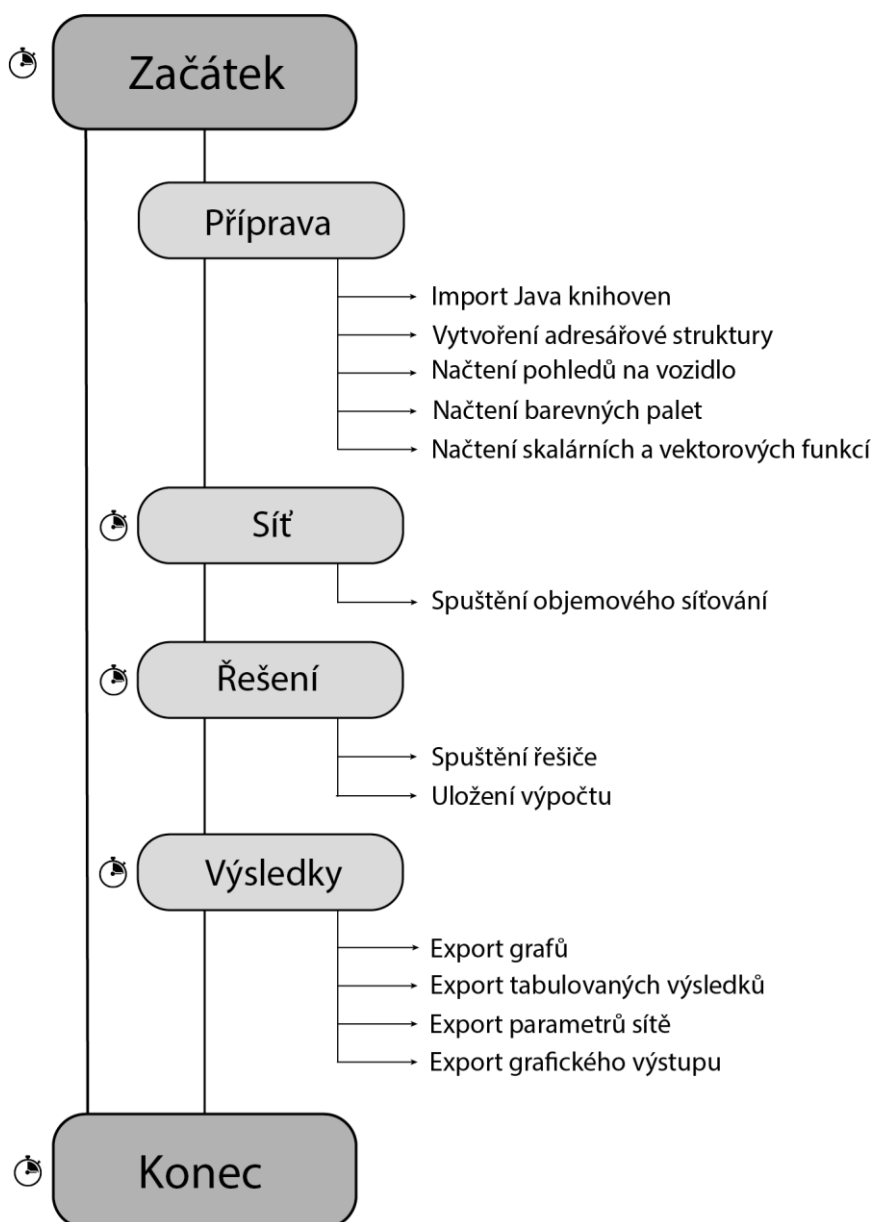 Začátek
Příprava
Import Java knihoven
Vytvoření adresářové struktury
Načtení pohledů na vozidlo
Načtení barevných palet
Načtení skalárních a vektorových funkcí
Síť
Spuštění objemového síťování
Řešení
Spuštění řešiče
Uložení výpočtu
Výsledky
Export grafů
Export tabulovaných výsledků
Export parametrů sítě
Export grafického výstupu
Konec